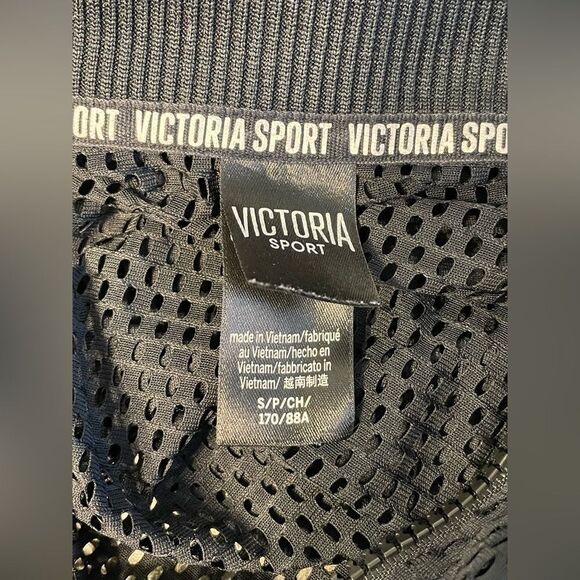 ORT VICTORIA SPORT VICTORIA SPO
VICTORIA
SPORT
made in Vietnam/fabriqué
au Vietnam/hecho en
Vietnam/fabbricato in
Vietnam/ 越南制造
S/P/CH/
170/88A